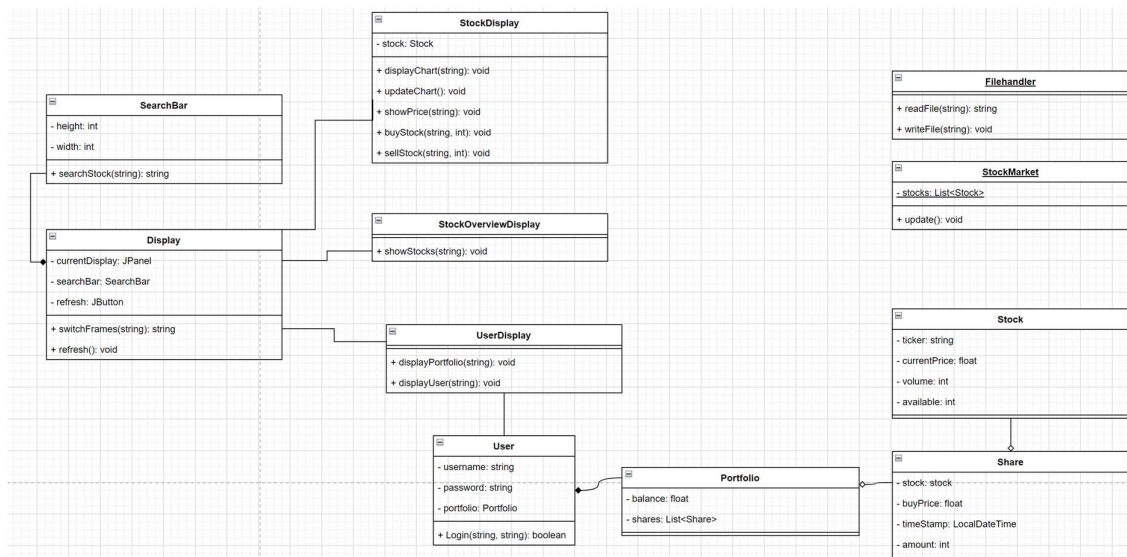 StockDisplay
- stock: Stock
+ displayChart(string): void
+ updateChart(): void
+ showPrice(string): void
+ buyStock(string, int): void
+ sellStock(string, int): void
SearchBar
- height: int
- width: int
+ searchStock(string): string
Display
- currentDisplay: JPanel
- searchBar: SearchBar
- refresh: JButton
+ switchFrames(string): string
+ refresh(): void
StockOverviewDisplay
+ showStocks(string): void
UserDisplay
+ displayPortfolio(string): void
+ displayUser(string): void
User
- username: string
- password: string
- portfolio: Portfolio
+ Login(string, string): boolean
Portfolio
- balance: float
- shares: List<Share>
Filehandler
+ readFile(string): string
+ writeFile(string): void
StockMarket
- stocks: List<Stock>
+ update(): void
Stock
- ticker: string
- currentPrice: float
- volume: int
- available: int
Share
- stock: stock
- buyPrice: float
- timeStamp: LocalDateTime
- amount: int